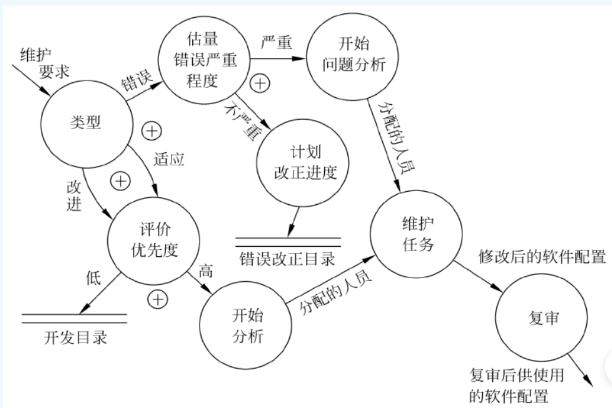 维护
要求
类型
错误
估量
错误严重
程度
严重
开始
问题分析
不严重
计划
改正进度
错误改正目录
分配的人员
适应
改进
评价
优先度
低
高
开发目录
开始
分析
分配的人员
维护
任务
修改后的软件配置
复审
复审后供使用
的软件配置